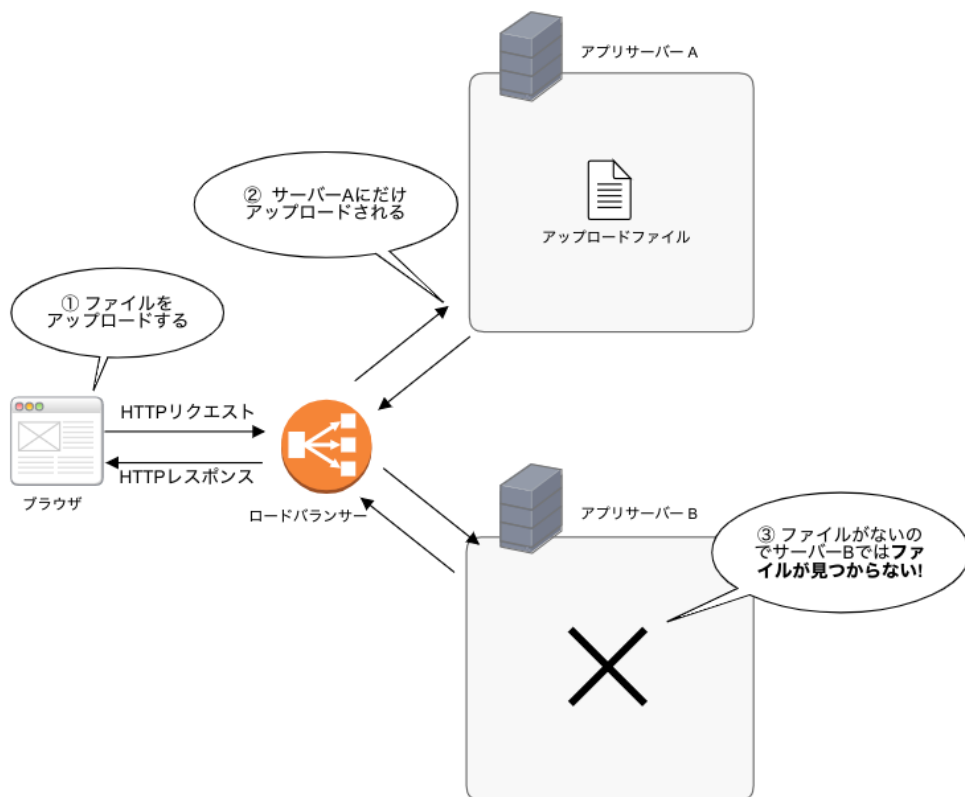 アプリサーバー A
② サーバーAにだけ
アップロードされる
アップロードファイル
① ファイルを
アップロードする
HTTPリクエスト
HTTPレスポンス
ブラウザ
ロードバランサー
アプリサーバー B
③ ファイルがないの
でサーバーBではファ
イルが見つからない!